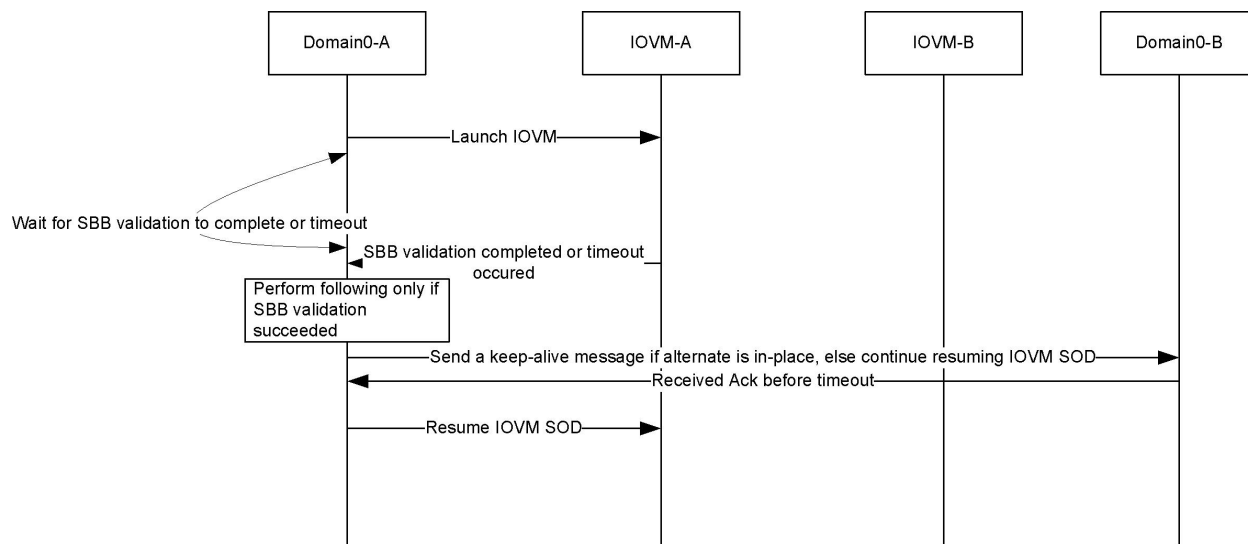 Domain0-A
IOVM-A
IOVM-B
Domain0-B
Launch IOVM
Wait for SBB validation to complete or timeout
SBB validation completed or timeout
occured
Perform following only if
SBB validation
succeeded
Send a keep-alive message if alternate is in-place, else continue resuming IOVM SOD
Received Ack before timeout
Resume IOVM SOD